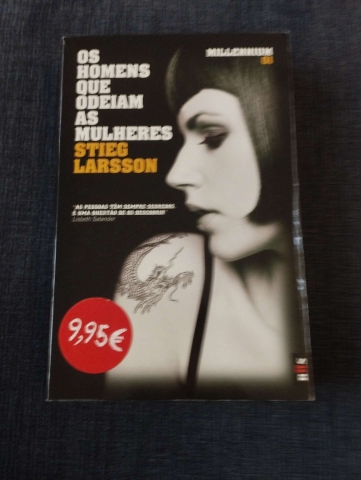 OS
HOMENS
QUE
ODEIAM
AS
MULHERES
STIEG
LARSSON
MILLENNIUM
"AS PESSOAS TÊM SEMPRE SEGREDOS.
É UMA QUESTÃO DE OS DESCOBRIR"
Lisbeth Salander
9,95€